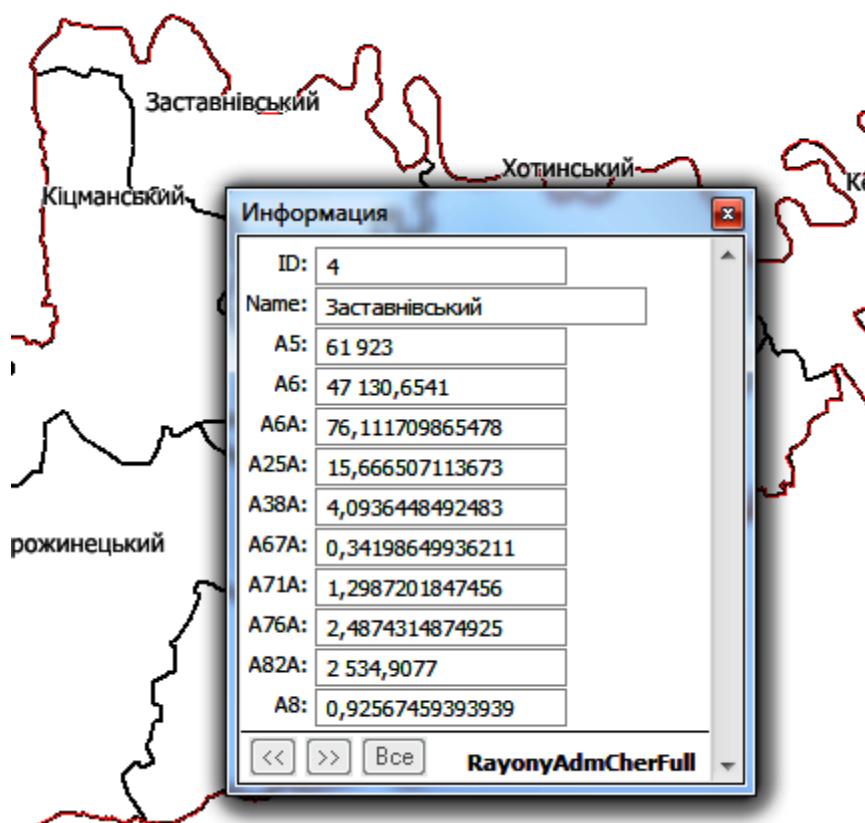 Заставнівський
Хотинський
Кіцманський
Информация
ID: 4
Name: Заставнівський
A5: 61 923
A6: 47 130,6541
A6A: 76,111709865478
A25A: 15,666507113673
A38A: 4,0936448492483
A67A: 0,34198649936211
A71A: 1,2987201847456
A76A: 2,4874314874925
A82A: 2 534,9077
A8: 0,92567459393939
рожинецький
<< >> Все RayonyAdmCherFull